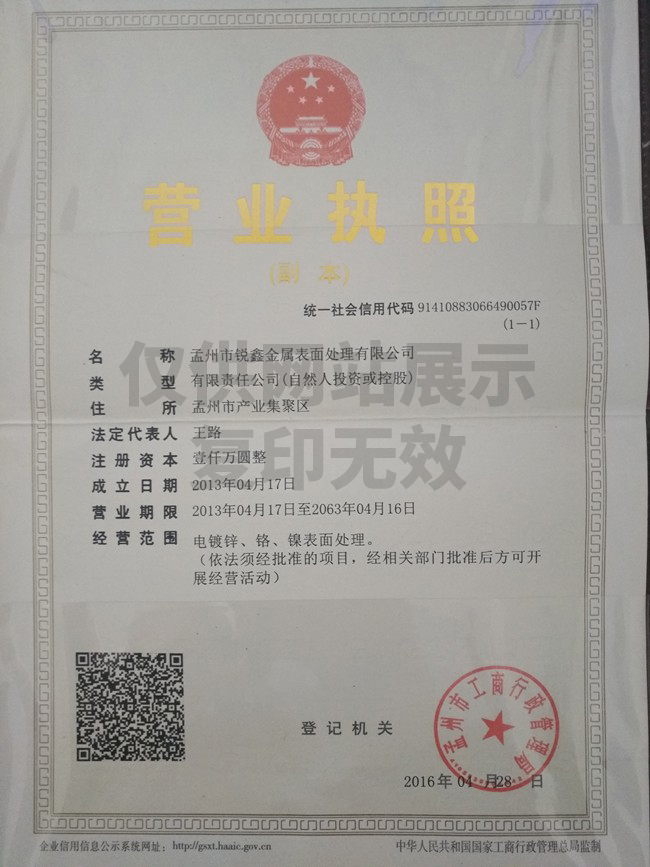 营业执照
(副 本)
统一社会信用代码 91410883066490057F
(1-1)
名 称 孟州市锐鑫金属表面处理有限公司
类 型 有限责任公司(自然人投资或控股)
住 所 孟州市产业集聚区
法定代表人 王路
注册资本 壹仟万圆整
成立日期 2013年04月17日
营业期限 2013年04月17日至2063年04月16日
经营范围 电镀锌、铬、镍表面处理。
(依法须经批准的项目，经相关部门批准后方可开
展经营活动)
仅供网站展示
复印无效
登记机关
孟州市工商行政管理局
2016年 04 月28 日
企业信用信息公示系统网址： http://gsxt.haaic.gov.cn
中华人民共和国国家工商行政管理总局监制